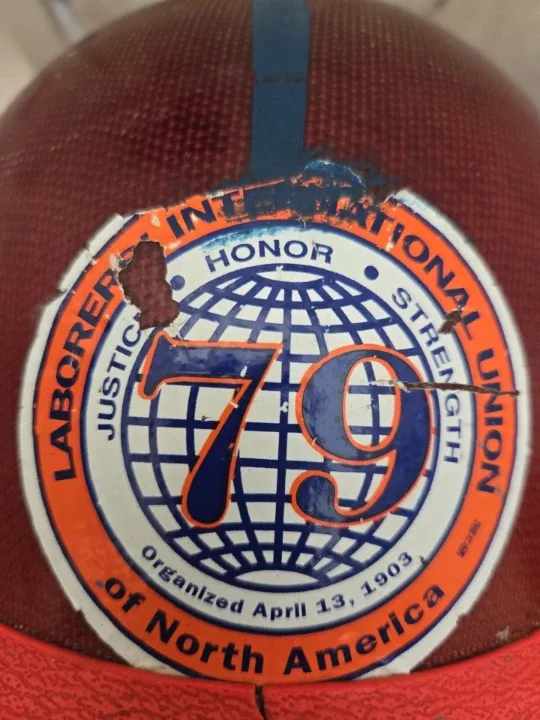 LABORERS INTERNATIONAL UNION
of North America
JUSTICE • HONOR • STRENGTH
79
Organized April 13, 1903